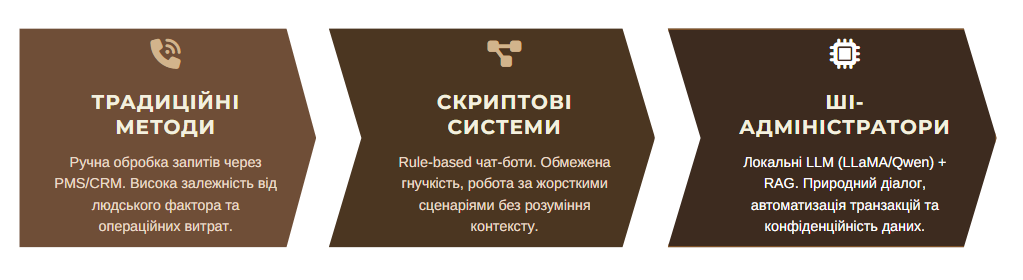 ТРАДИЦІЙНІ
МЕТОДИ
Ручна обробка запитів через
PMS/CRM. Висока залежність від
людського фактора та
операційних витрат.
СКРИПТОВІ
СИСТЕМИ
Rule-based чат-боти. Обмежена
гнучкість, робота за жорсткими
сценаріями без розуміння
контексту.
ШІ-
АДМІНІСТРАТОРИ
Локальні LLM (LLaMA/Qwen) +
RAG. Природний діалог,
автоматизація транзакцій та
конфіденційність даних.